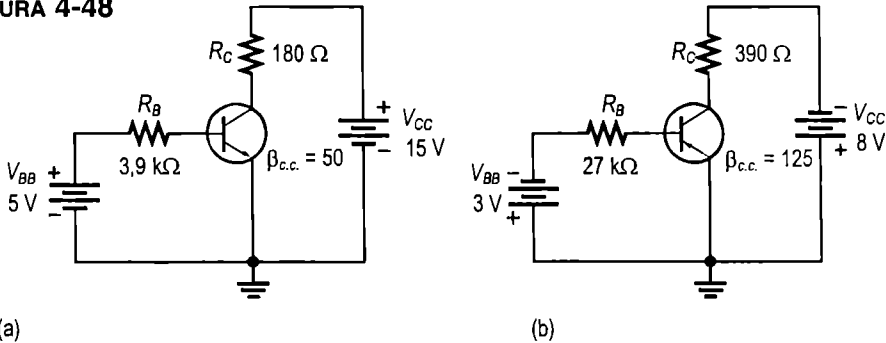 URA 4-48
R_C 180 Ω
R_B
3,9 kΩ
V_BB +
5 V −
β_c.c. = 50
+ V_CC
− 15 V
(a)
R_C 390 Ω
R_B
27 kΩ
V_BB −
3 V
+
β_c.c. = 125
− V_CC
+ 8 V
(b)